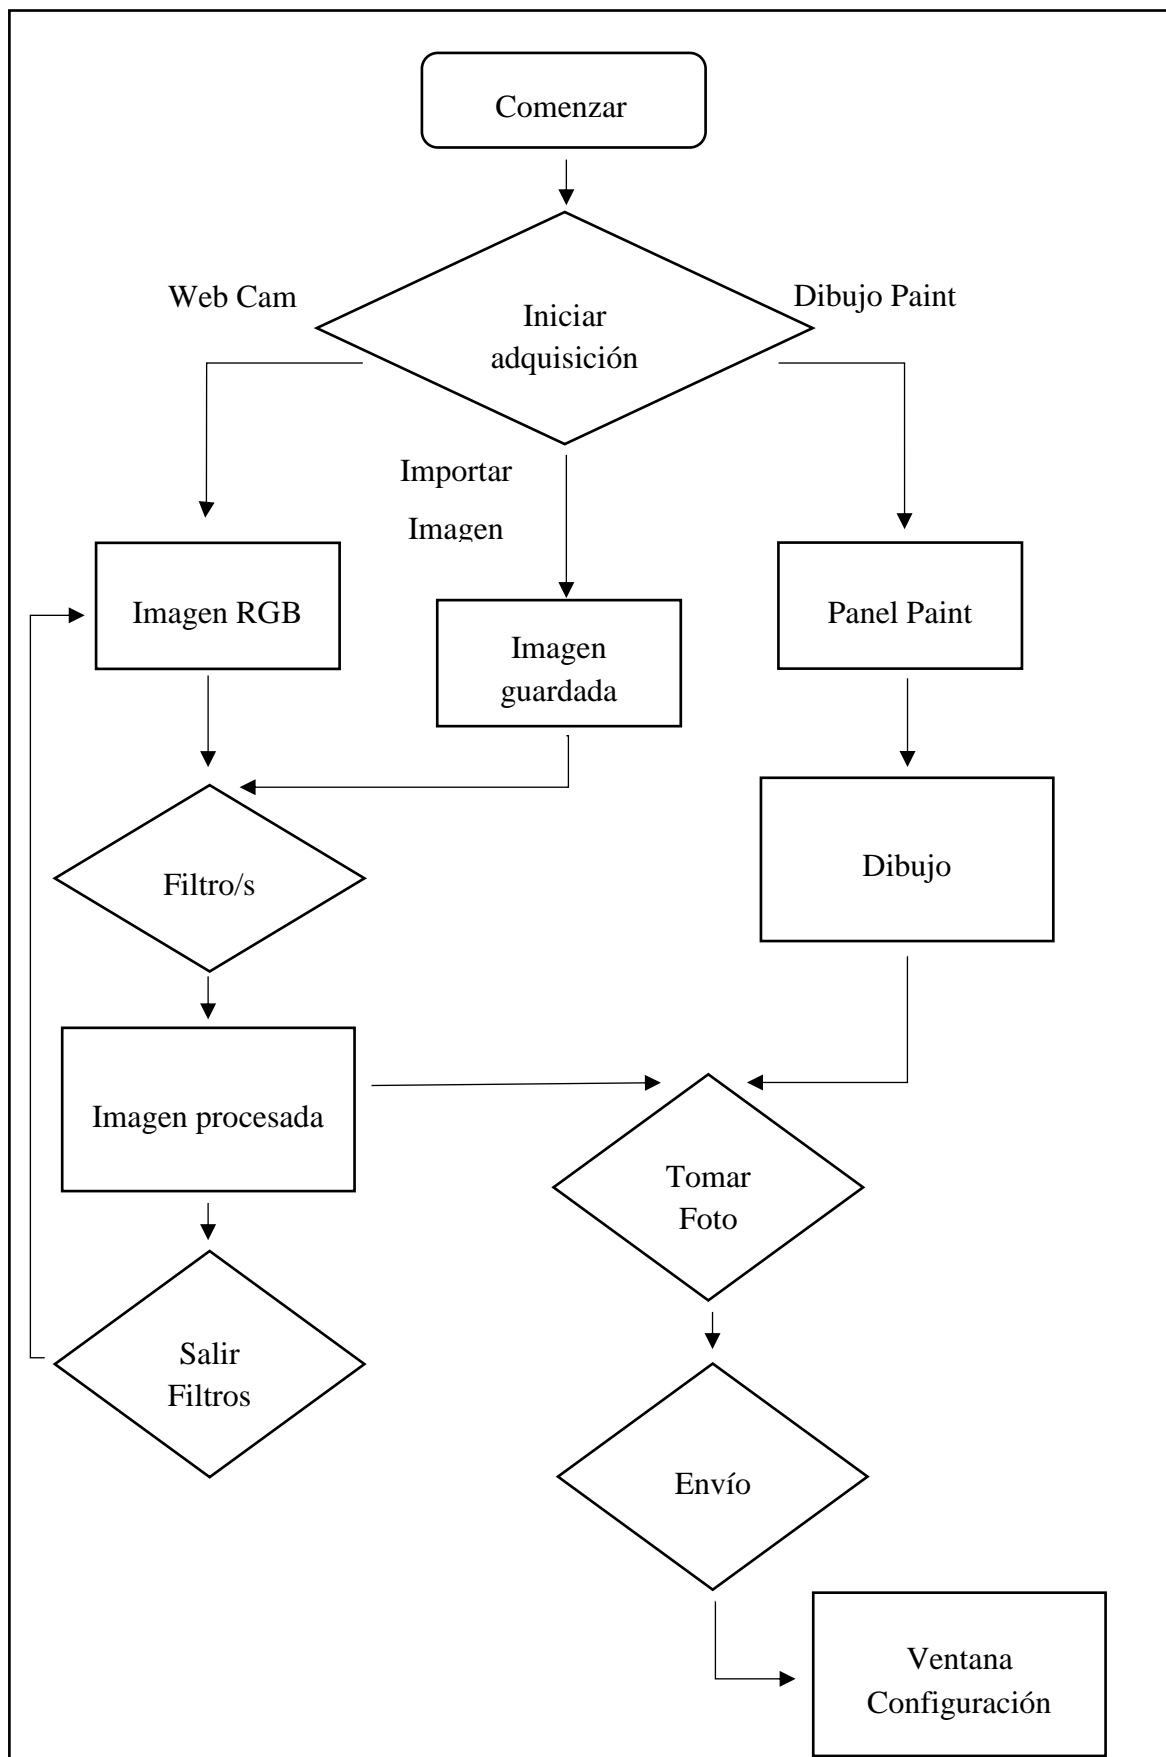 Comenzar
Web Cam
Dibujo Paint
Iniciar
adquisición
Importar
Imagen
Imagen RGB
Imagen
guardada
Panel Paint
Filtro/s
Dibujo
Imagen procesada
Tomar
Foto
Salir
Filtros
Envío
Ventana
Configuración